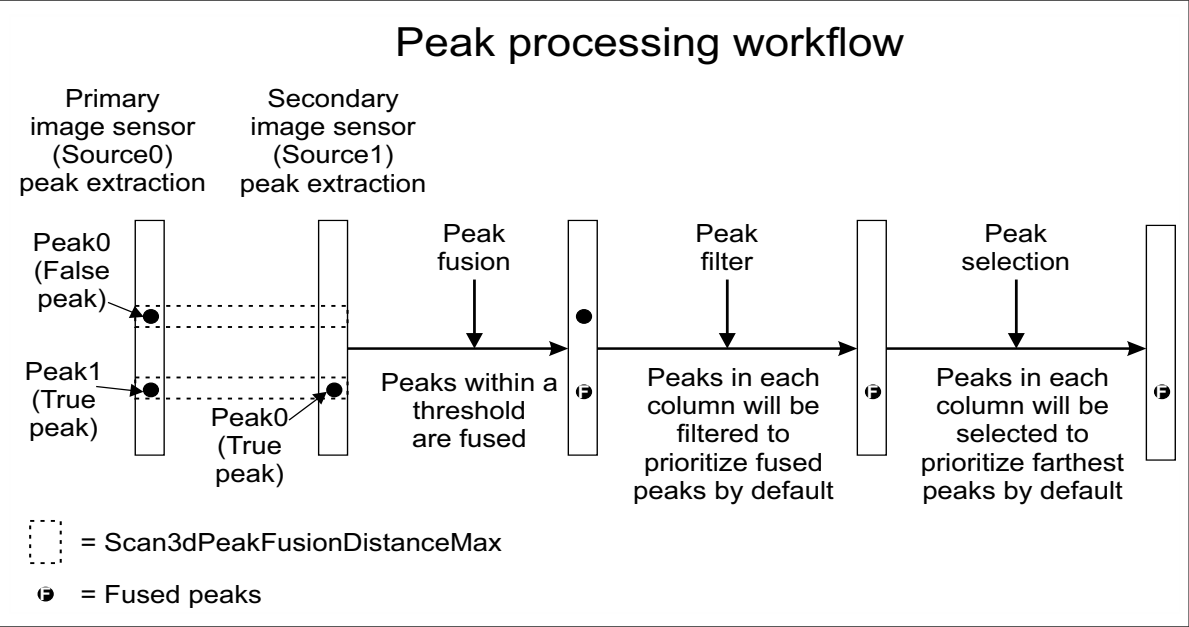 Peak processing workflow
Primary
image sensor
(Source0)
peak extraction
Secondary
image sensor
(Source1)
peak extraction
Peak0
(False
peak)
Peak1
(True
peak)
Peak0
(True
peak)
Peak
fusion
Peaks within a
threshold
are fused
F
Peak
filter
Peaks in each
column will be
filtered to
prioritize fused
peaks by default
F
Peak
selection
Peaks in each
column will be
selected to
prioritize farthest
peaks by default
F
= Scan3dPeakFusionDistanceMax
F = Fused peaks